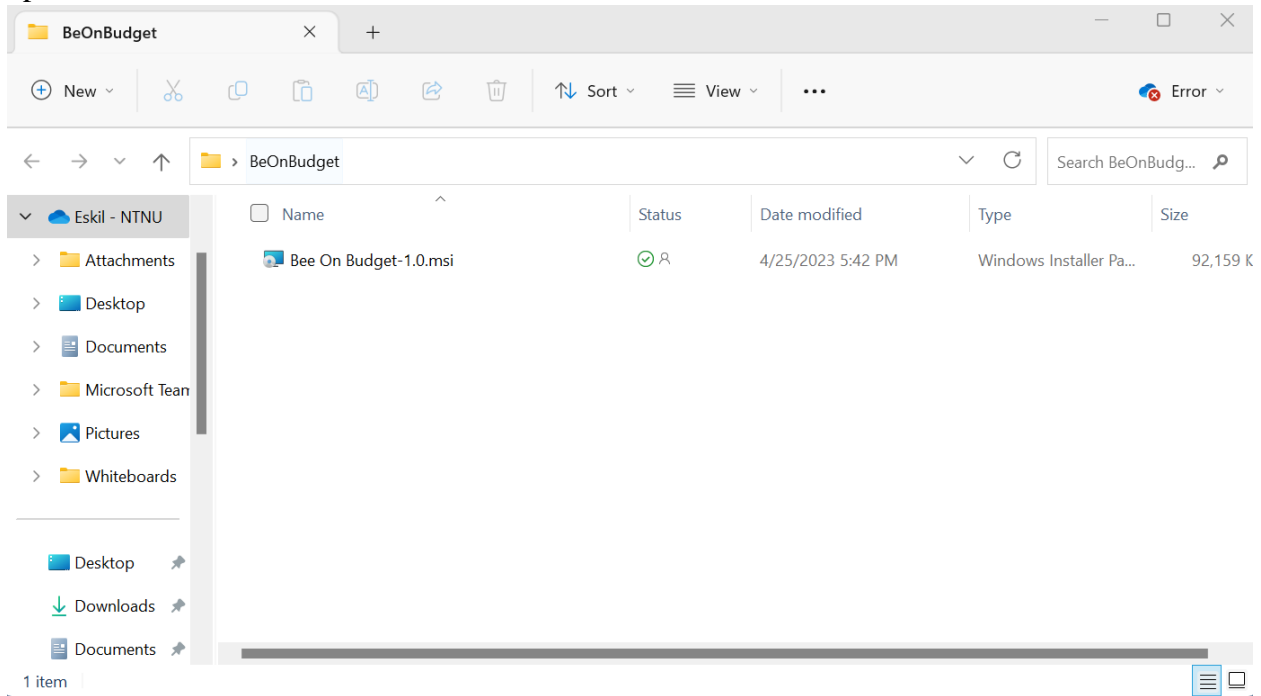 BeOnBudget
New
Sort
View
Error
BeOnBudget
Search BeOnBudg...
Eskil - NTNU
Name
Status
Date modified
Type
Size
Attachments
Bee On Budget-1.0.msi
4/25/2023 5:42 PM
Windows Installer Pa...
92,159 K
Desktop
Documents
Microsoft Team
Pictures
Whiteboards
Desktop
Downloads
Documents
1 item